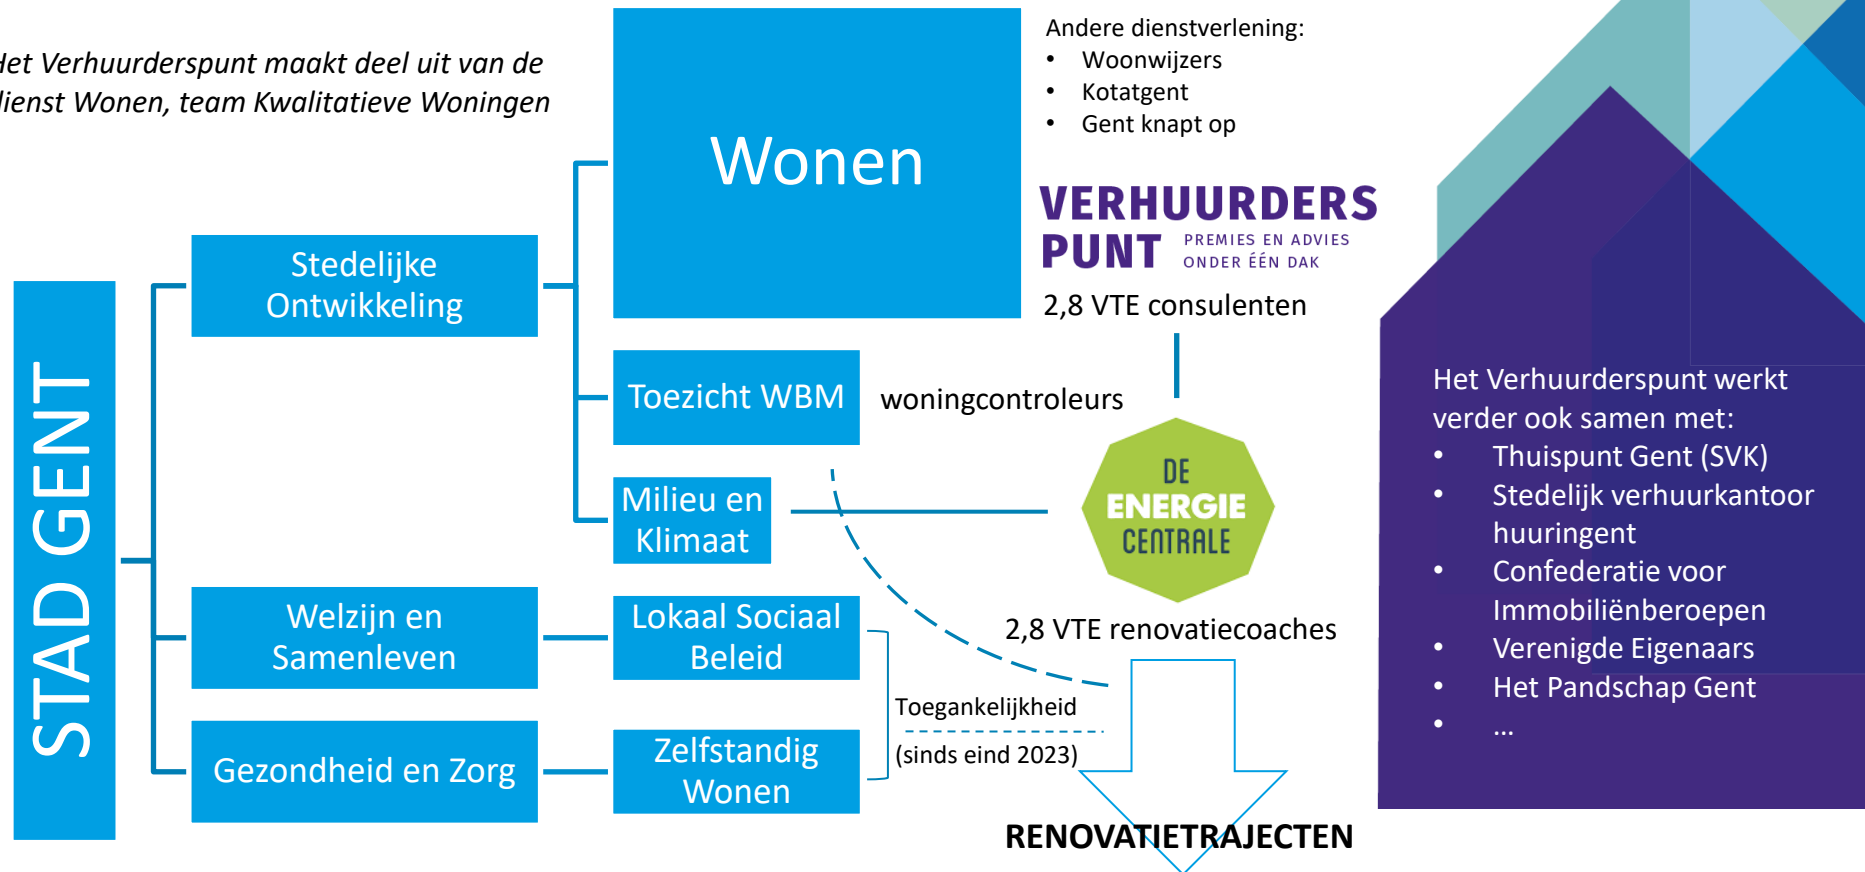 Het Verhuurderspunt maakt deel uit van de
dienst Wonen, team Kwalitatieve Woningen
STAD GENT
Stedelijke
Ontwikkeling
Welzijn en
Samenleven
Gezondheid en Zorg
Wonen
Toezicht WBM
woningcontroleurs
Milieu en
Klimaat
Lokaal Sociaal
Beleid
Zelfstandig
Wonen
Andere dienstverlening:
• Woonwijzers
• Kotatgent
• Gent knapt op
VERHUURDERS
PUNT
PREMIES EN ADVIES
ONDER ÉÉN DAK
2,8 VTE consulenten
DE
ENERGIE
CENTRALE
2,8 VTE renovatiecoaches
Toegankelijkheid
(sinds eind 2023)
RENOVATIETRAJECTEN
Het Verhuurderspunt werkt
verder ook samen met:
• Thuispunt Gent (SVK)
• Stedelijk verhuurkantoor
huuringent
• Confederatie voor
Immobiliënberoepen
• Verenigde Eigenaars
• Het Pandschap Gent
• ...